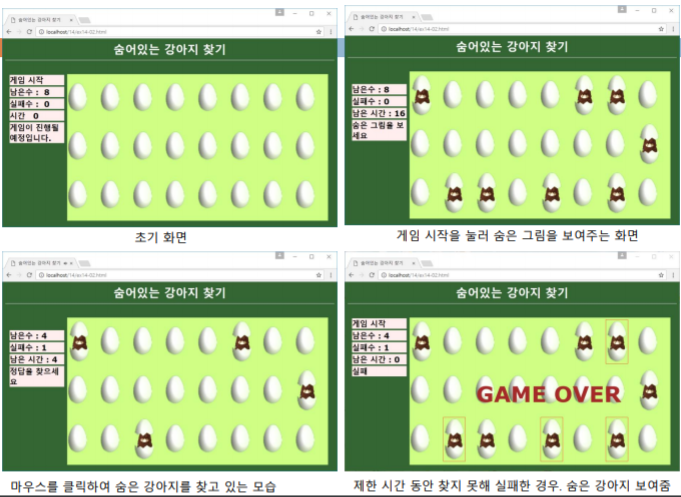 숨어있는 강아지 찾기
localhost/14/ex14-02.html
숨어있는 강아지 찾기
게임 시작
남은수 : 8
실패수 : 0
시간 0
게임이 진행될
예정입니다.
초기 화면
숨어있는 강아지 찾기
localhost/14/ex14-02.html
숨어있는 강아지 찾기
남은수 : 8
실패수 : 0
남은 시간 : 16
숨은 그림을 보
세요
게임 시작을 눌러 숨은 그림을 보여주는 화면
숨어있는 강아지 찾기
localhost/14/ex14-02.html
숨어있는 강아지 찾기
남은수 : 4
실패수 : 1
남은 시간 : 4
정답을 찾으세
요
마우스를 클릭하여 숨은 강아지를 찾고 있는 모습
숨어있는 강아지 찾기
localhost/14/ex14-02.html
숨어있는 강아지 찾기
게임 시작
남은수 : 4
실패수 : 1
남은 시간 : 0
실패
GAME OVER
제한 시간 동안 찾지 못해 실패한 경우. 숨은 강아지 보여줌